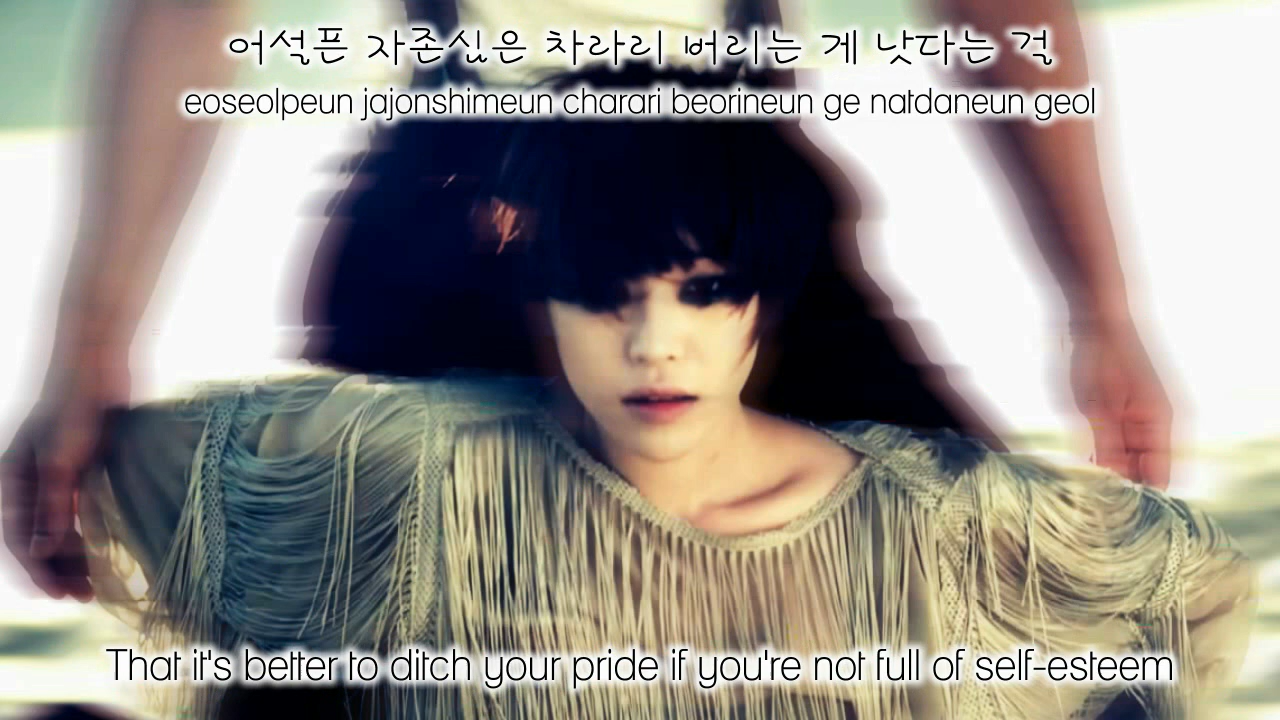 어설픈 자존싶은 차라리 버리는 게 낫다는 걸
eoseolpeun jajonshimeun charari beorineun ge natdaneun geol
That it's better to ditch your pride if you're not full of self-esteem